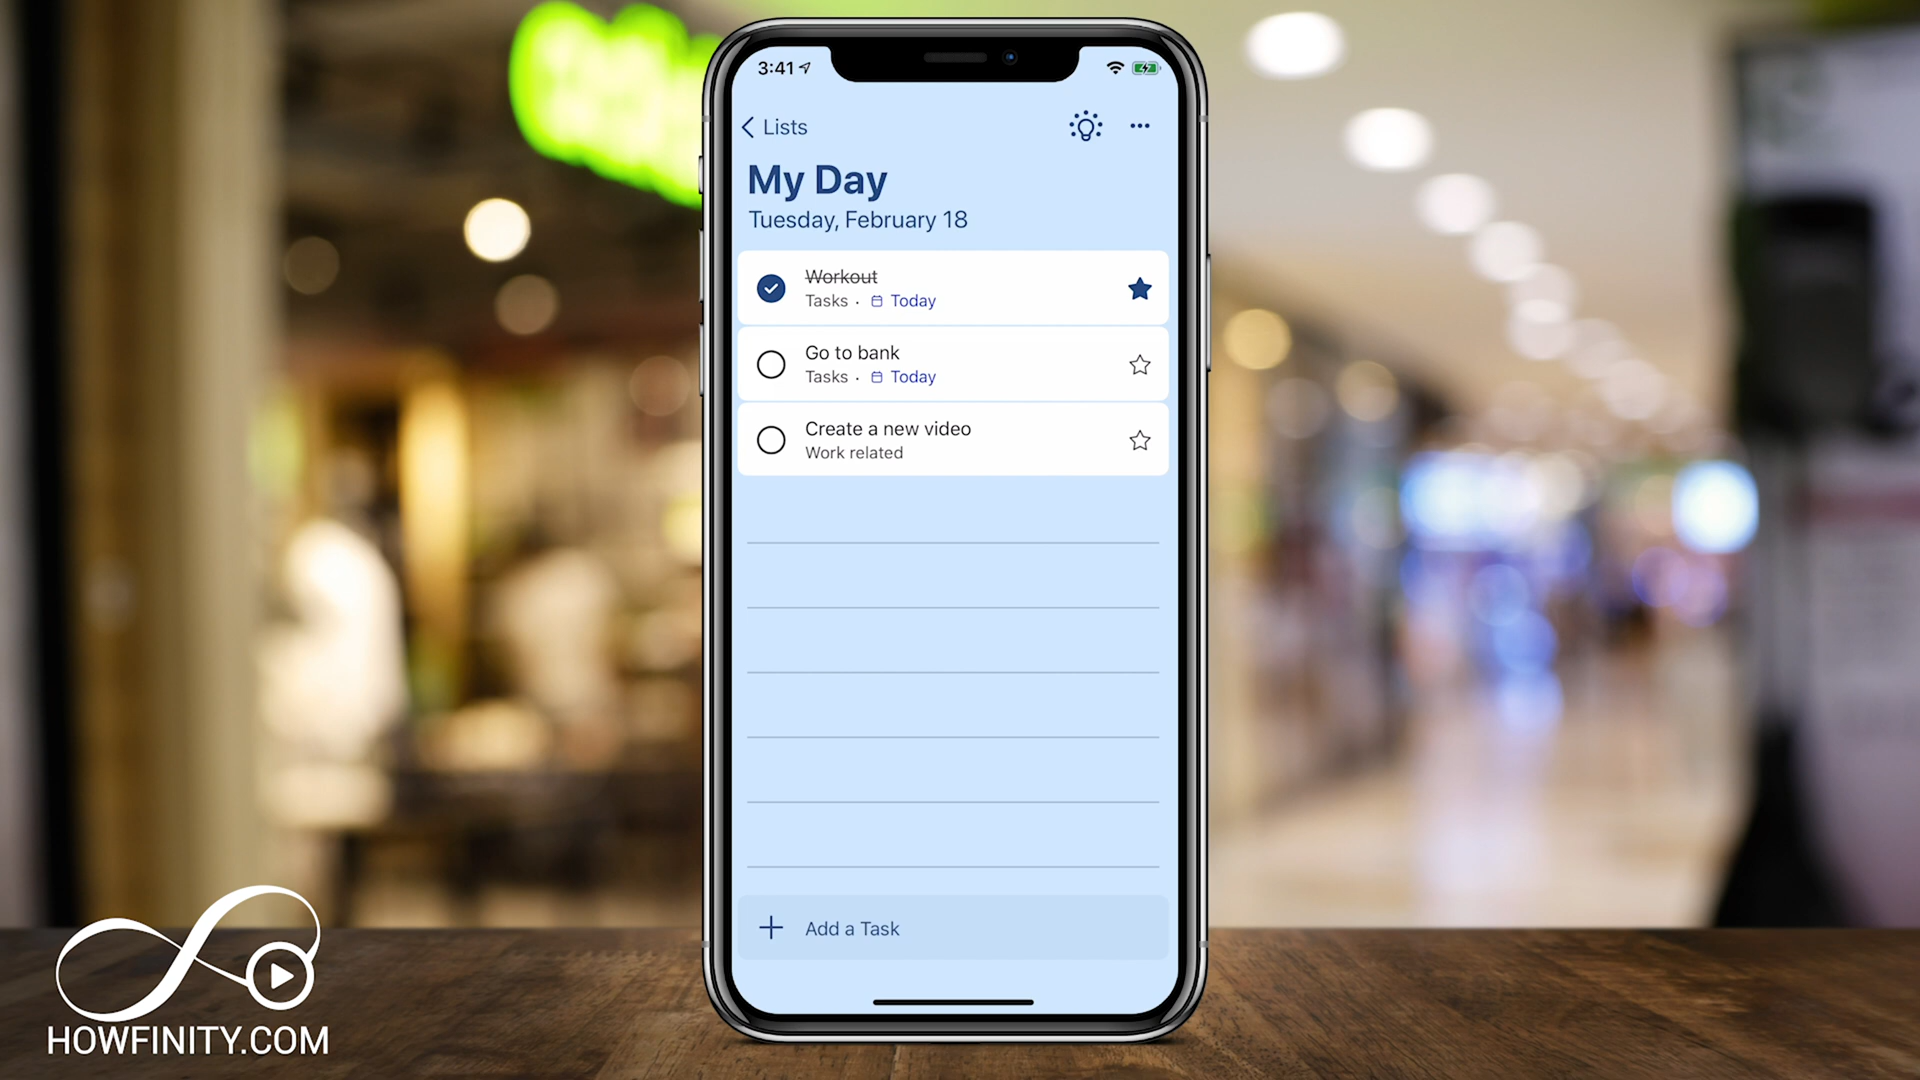 3:41
Lists
My Day
Tuesday, February 18
Workout
Tasks · Today
Go to bank
Tasks · Today
Create a new video
Work related
Add a Task
HOWFINITY.COM